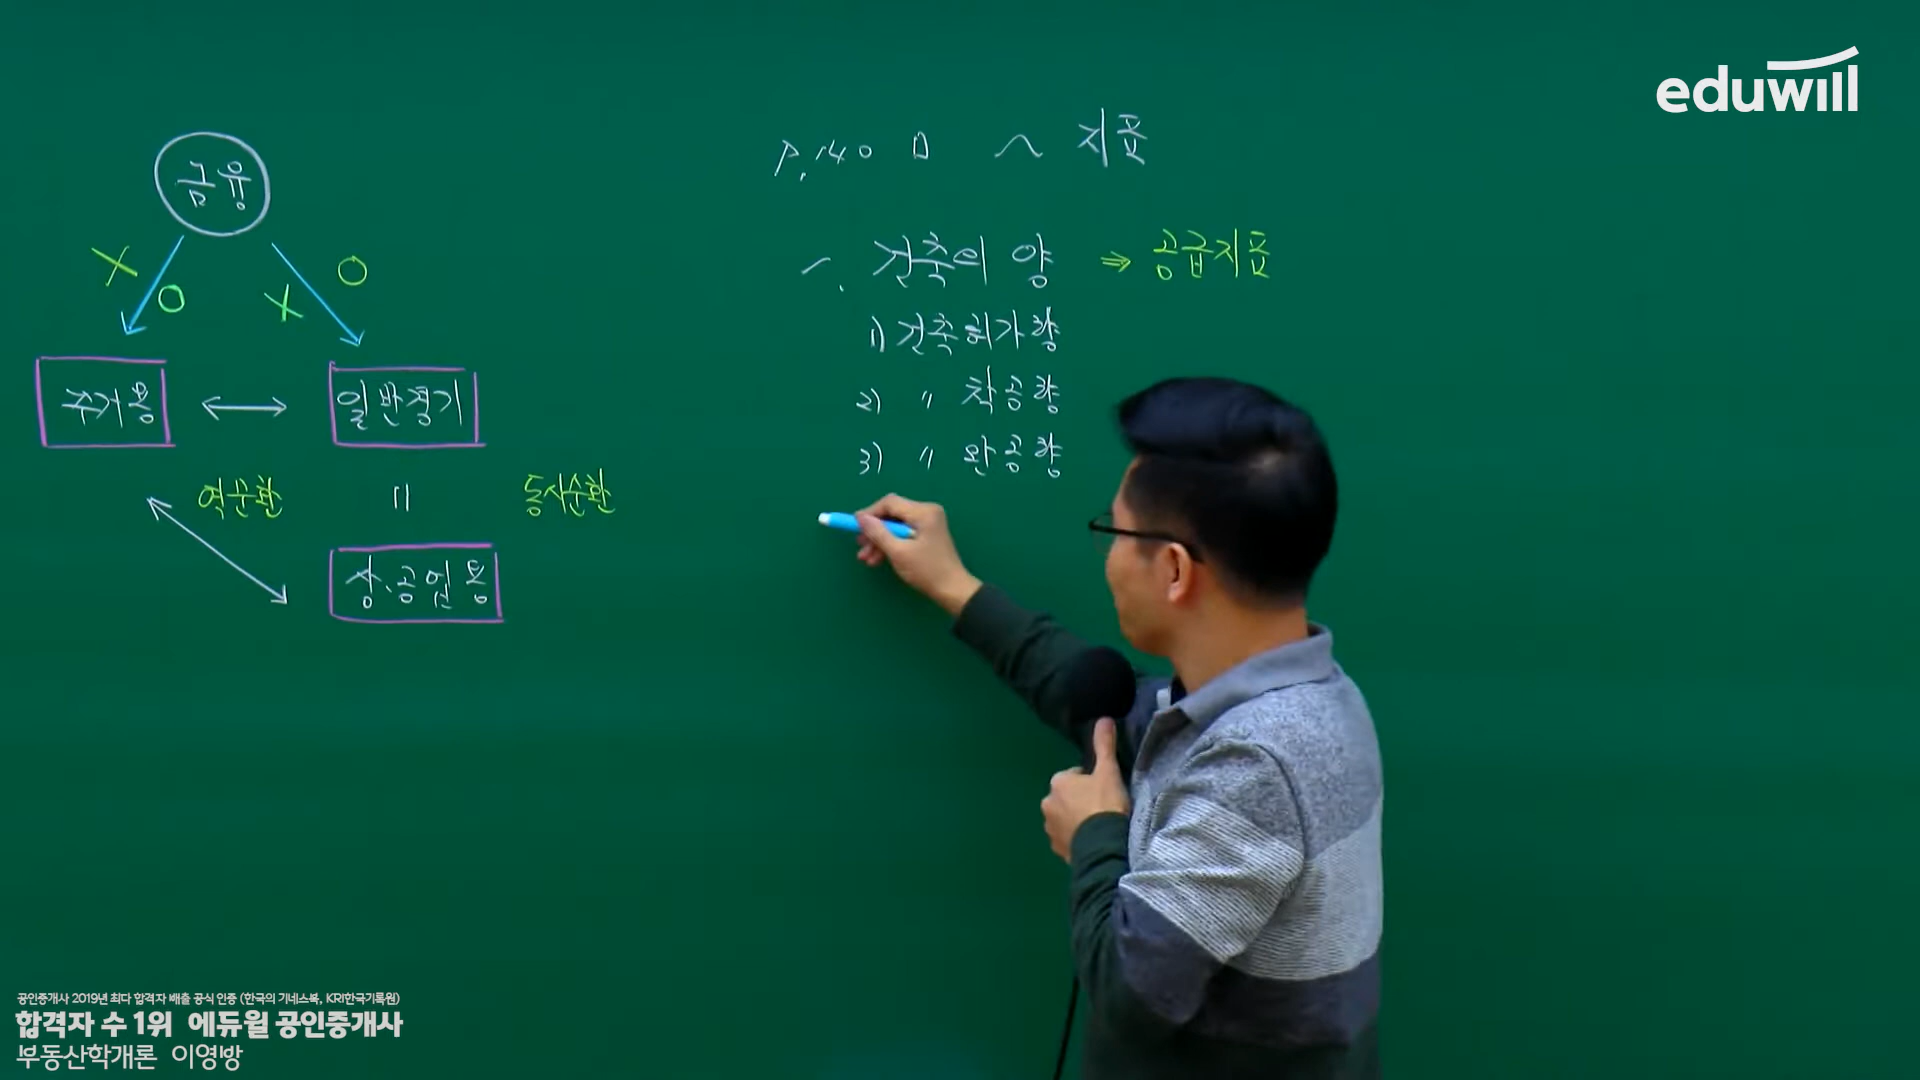 eduwill
금융
X O
X O
주거용 ↔ 일반경기
역순환 = 동시순환
상·공업용
P.140 ~ 지표
건축의 양 ⇒ 공급지표
1) 건축허가량
2) 〃 착공량
3) 〃 완공량
공인중개사 2019년 최다 합격자 배출 공식 인증 (한국의 기네스북, KRI한국기록원)
합격자 수 1위 에듀윌 공인중개사
부동산학개론 이영방